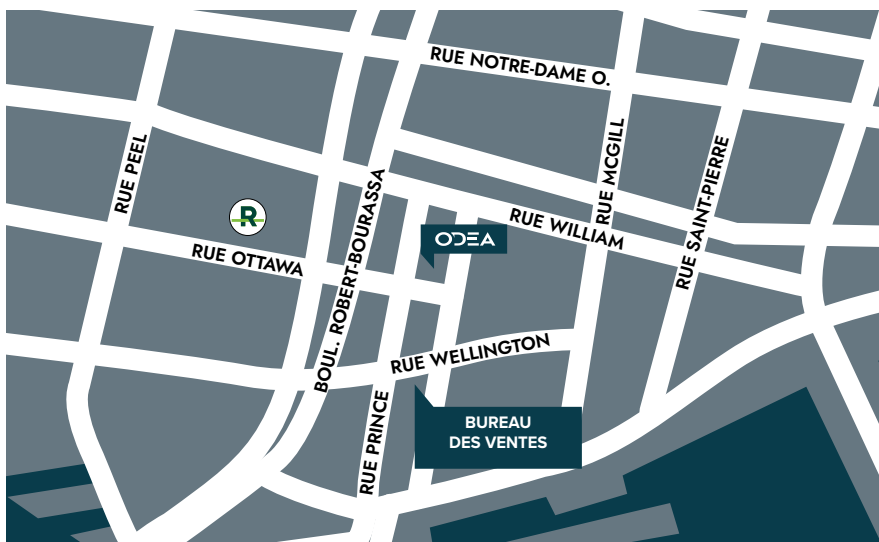 RUE NOTRE-DAME O.
RUE PEEL
RUE MCGILL
RUE SAINT-PIERRE
R
BOUL. ROBERT-BOURASSA
RUE WILLIAM
ODEA
RUE OTTAWA
RUE WELLINGTON
RUE PRINCE
BUREAU
DES VENTES